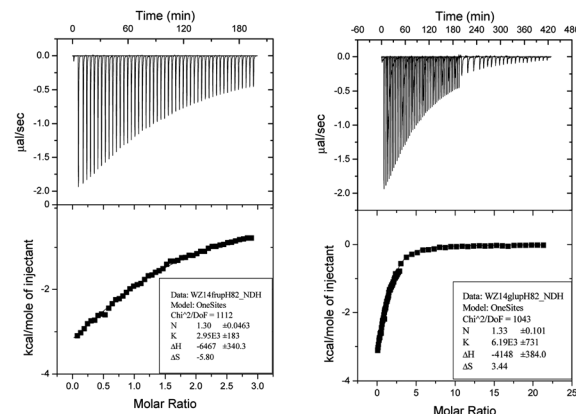 Time (min)
0 60 120 180
0.0
-0.5
-1.0
-1.5
-2.0
µal/sec
0
-2
-4
kcal/mole of injectant
Data: WZ14frupH82_NDH
Model: OneSites
Chi^2/DoF = 1112
N 1.30 ±0.0463
K 2.95E3 ±183
ΔH -6467 ±340.3
ΔS -5.80
0.0 0.5 1.0 1.5 2.0 2.5 3.0
Molar Ratio
Time (min)
-60 0 60 120 180 240 300 360 420 480
0.0
-0.5
-1.0
-1.5
-2.0
µal/sec
0
-2
-4
kcal/mole of injectant
Data: WZ14glupH82_NDH
Model: OneSites
Chi^2/DoF = 1043
N 1.33 ±0.101
K 6.19E3 ±731
ΔH -4148 ±384.0
ΔS 3.44
-5 0 5 10 15 20 25
Molar Ratio